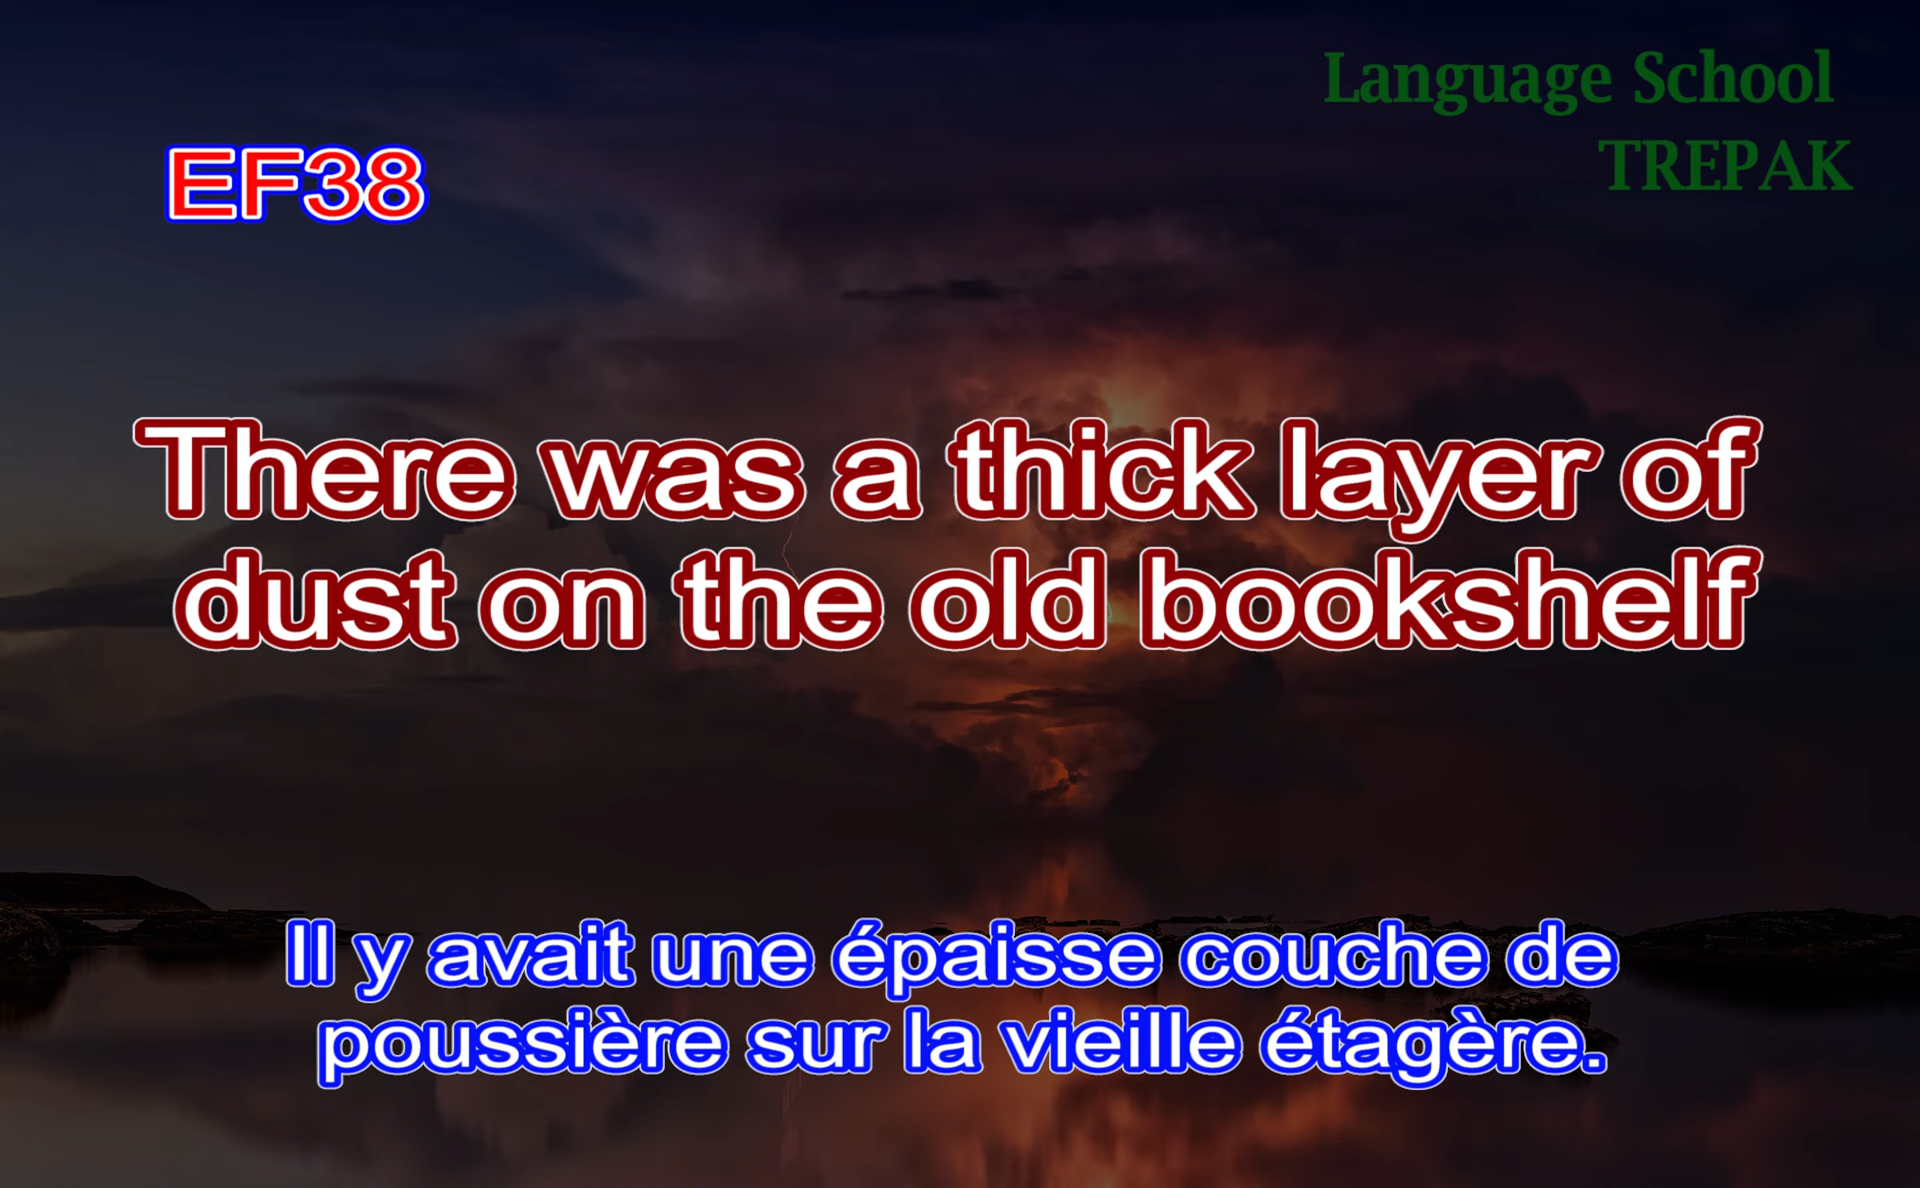 Language School
TREPAK
EF38
There was a thick layer of
dust on the old bookshelf
Il y avait une épaisse couche de
poussière sur la vieille étagère.